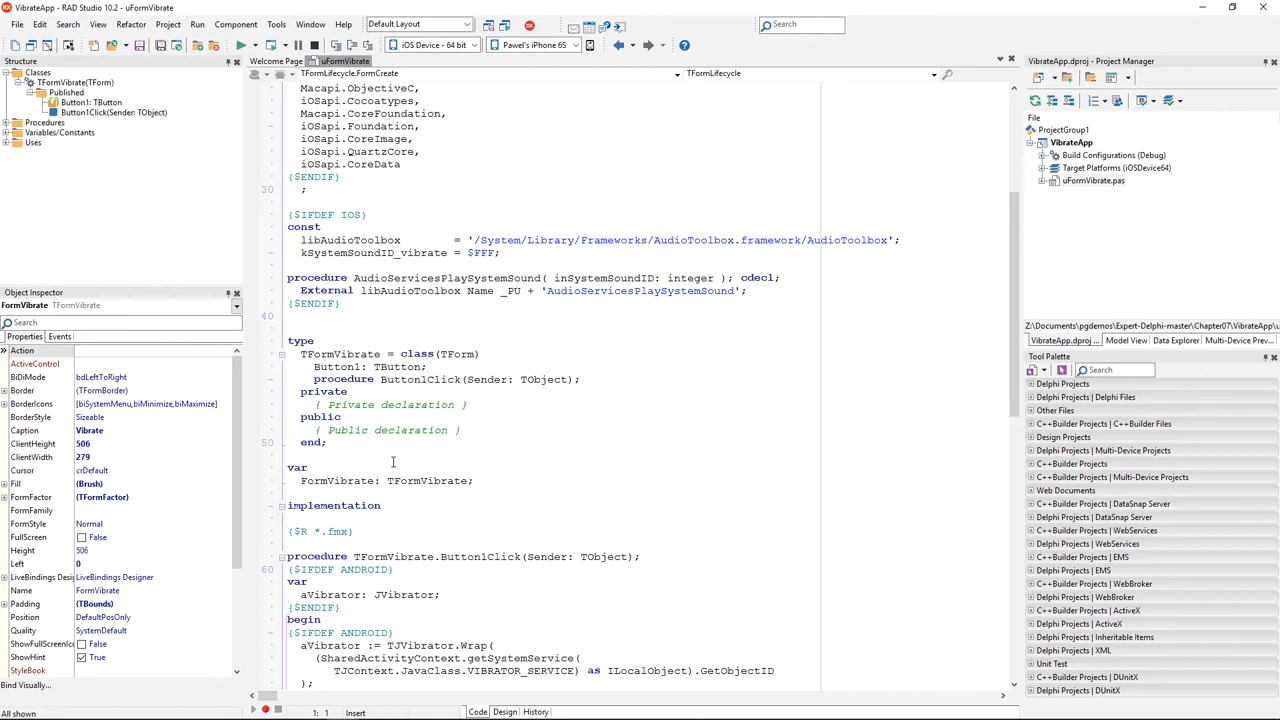 VibrateApp - RAD Studio 10.2 - uFormVibrate
File Edit Search View Refactor Project Run Component Tools Window Help
Default Layout
Search
iOS Device - 64 bit
Pawel's iPhone 6S
Structure
Classes
TFormVibrate(TForm)
Published
Button1: TButton
Button1Click(Sender: TObject)
Procedures
Variables/Constants
Uses
Object Inspector
FormVibrate TFormVibrate
Search
Properties Events
Action
ActiveControl
BiDiMode bdLeftToRight
Border (TFormBorder)
BorderIcons [biSystemMenu,biMinimize,biMaximize]
BorderStyle Sizeable
Caption Vibrate
ClientHeight 506
ClientWidth 279
Cursor crDefault
Fill (Brush)
FormFactor (TFormFactor)
FormFamily
FormStyle Normal
FullScreen False
Height 506
Left 0
LiveBindings Desig LiveBindings Designer
Name FormVibrate
Padding (TBounds)
Position DefaultPosOnly
Quality SystemDefault
ShowFullScreenIc False
ShowHint True
StyleBook
Bind Visually...
All shown
Welcome Page uFormVibrate
TFormLifecycle.FormCreate TFormLifecycle
Macapi.ObjectiveC,
iOSapi.Cocoatypes,
Macapi.CoreFoundation,
iOSapi.Foundation,
iOSapi.CoreImage,
iOSapi.QuartzCore,
iOSapi.CoreData
{$ENDIF}
30 ;
{$IFDEF IOS}
const
libAudioToolbox = '/System/Library/Frameworks/AudioToolbox.framework/AudioToolbox';
kSystemSoundID_vibrate = $FFF;
procedure AudioServicesPlaySystemSound( inSystemSoundID: integer ); cdecl;
External libAudioToolbox Name _PU + 'AudioServicesPlaySystemSound';
{$ENDIF}
40
type
TFormVibrate = class(TForm)
Button1: TButton;
procedure Button1Click(Sender: TObject);
private
{ Private declaration }
public
{ Public declaration }
50 end;
var
FormVibrate: TFormVibrate;
implementation
{$R *.fmx}
procedure TFormVibrate.Button1Click(Sender: TObject);
60 {$IFDEF ANDROID}
var
aVibrator: JVibrator;
{$ENDIF}
begin
{$IFDEF ANDROID}
aVibrator := TJVibrator.Wrap(
(SharedActivityContext.getSystemService(
TJContext.JavaClass.VIBRATOR_SERVICE) as ILocalObject).GetObjectID
);
1: 1 Insert Code Design History
VibrateApp.dproj - Project Manager
File
ProjectGroup1
VibrateApp
Build Configurations (Debug)
Target Platforms (iOSDevice64)
uFormVibrate.pas
Z:\Documents\pgdemos\Expert-Delphi-master\Chapter07\VibrateApp\u
VibrateApp.dproj ... Model View Data Explorer Multi-Device Prev...
Tool Palette
Search
Delphi Projects
Delphi Projects | Delphi Files
Other Files
C++Builder Projects | C++Builder Files
Design Projects
Delphi Projects | Multi-Device Projects
C++Builder Projects
C++Builder Projects | Multi-Device Projects
Web Documents
C++Builder Projects | DataSnap Server
Delphi Projects | DataSnap Server
C++Builder Projects | WebServices
Delphi Projects | WebServices
C++Builder Projects | EMS
Delphi Projects | EMS
C++Builder Projects | WebBroker
Delphi Projects | WebBroker
C++Builder Projects | ActiveX
Delphi Projects | ActiveX
Delphi Projects | Inheritable Items
Delphi Projects | XML
Unit Test
C++Builder Projects | DUnitX
Delphi Projects | DUnitX